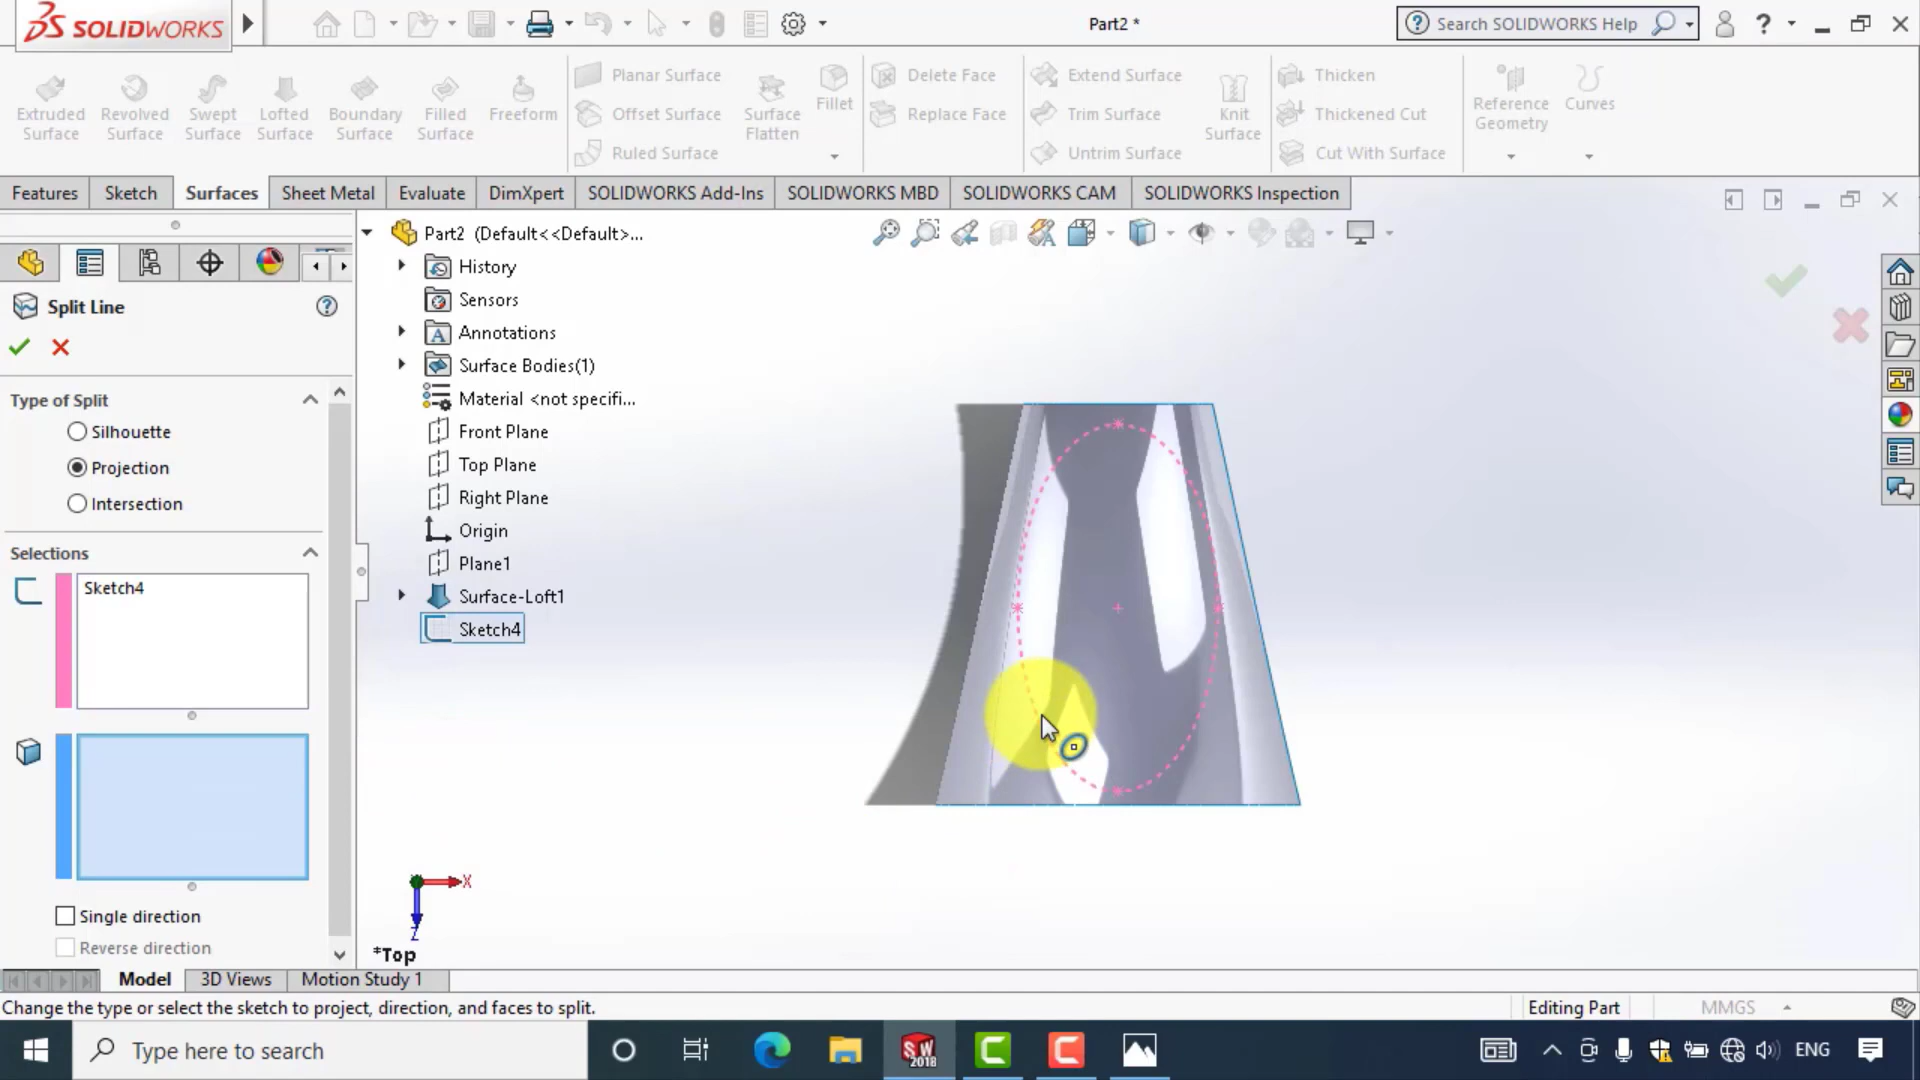 SOLIDWORKS
Part2 *
Search SOLIDWORKS Help
Extruded Surface
Revolved Surface
Swept Surface
Lofted Surface
Boundary Surface
Filled Surface
Freeform
Planar Surface
Offset Surface
Ruled Surface
Surface Flatten
Fillet
Delete Face
Replace Face
Extend Surface
Trim Surface
Untrim Surface
Knit Surface
Thicken
Thickened Cut
Cut With Surface
Reference Geometry
Curves
Features
Sketch
Surfaces
Sheet Metal
Evaluate
DimXpert
SOLIDWORKS Add-Ins
SOLIDWORKS MBD
SOLIDWORKS CAM
SOLIDWORKS Inspection
Split Line
Type of Split
Silhouette
Projection
Intersection
Selections
Sketch4
Single direction
Reverse direction
Part2 (Default<<Default>...
History
Sensors
Annotations
Surface Bodies(1)
Material <not specifi...
Front Plane
Top Plane
Right Plane
Origin
Plane1
Surface-Loft1
Sketch4
X
Z
*Top
Model
3D Views
Motion Study 1
Change the type or select the sketch to project, direction, and faces to split.
Editing Part
MMGS
Type here to search
SW
2018
ENG